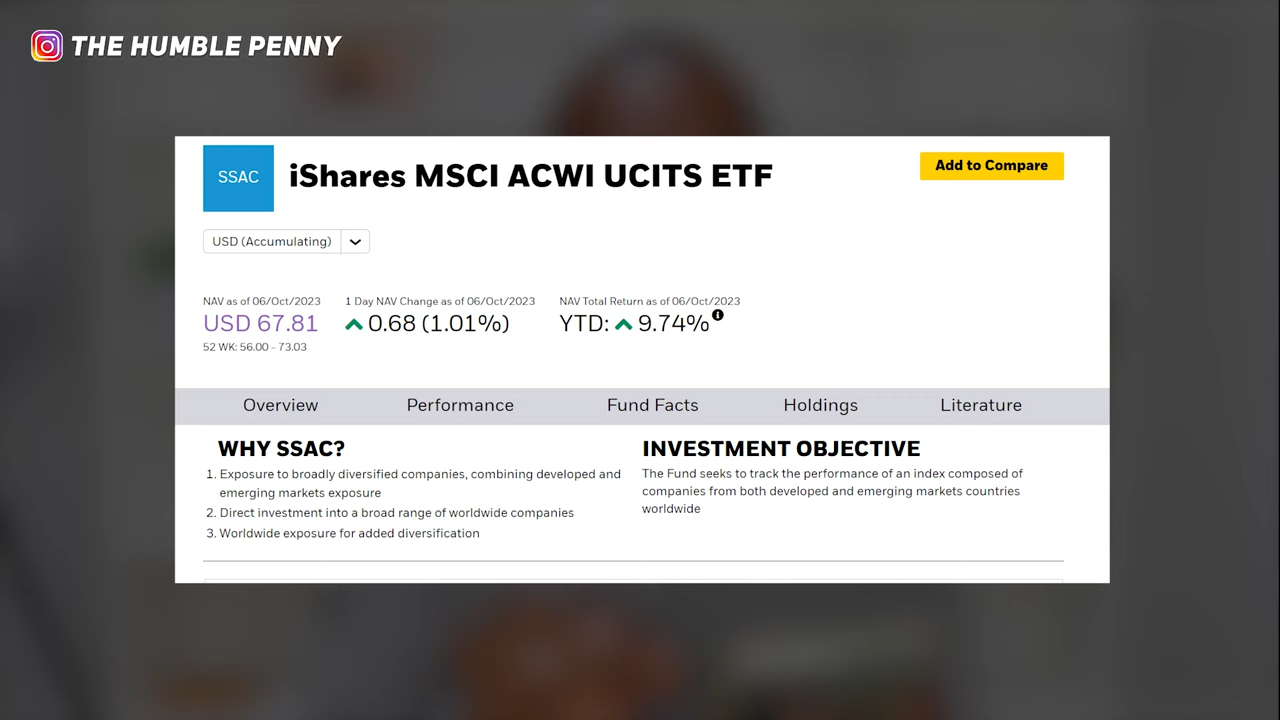 THE HUMBLE PENNY
SSAC
iShares MSCI ACWI UCITS ETF
Add to Compare
USD (Accumulating)
NAV as of 06/Oct/2023
USD 67.81
52 WK: 56.00 - 73.03
1 Day NAV Change as of 06/Oct/2023
0.68 (1.01%)
NAV Total Return as of 06/Oct/2023
YTD: 9.74%
Overview Performance Fund Facts Holdings Literature
WHY SSAC?
1. Exposure to broadly diversified companies, combining developed and
emerging markets exposure
2. Direct investment into a broad range of worldwide companies
3. Worldwide exposure for added diversification
INVESTMENT OBJECTIVE
The Fund seeks to track the performance of an index composed of
companies from both developed and emerging markets countries
worldwide